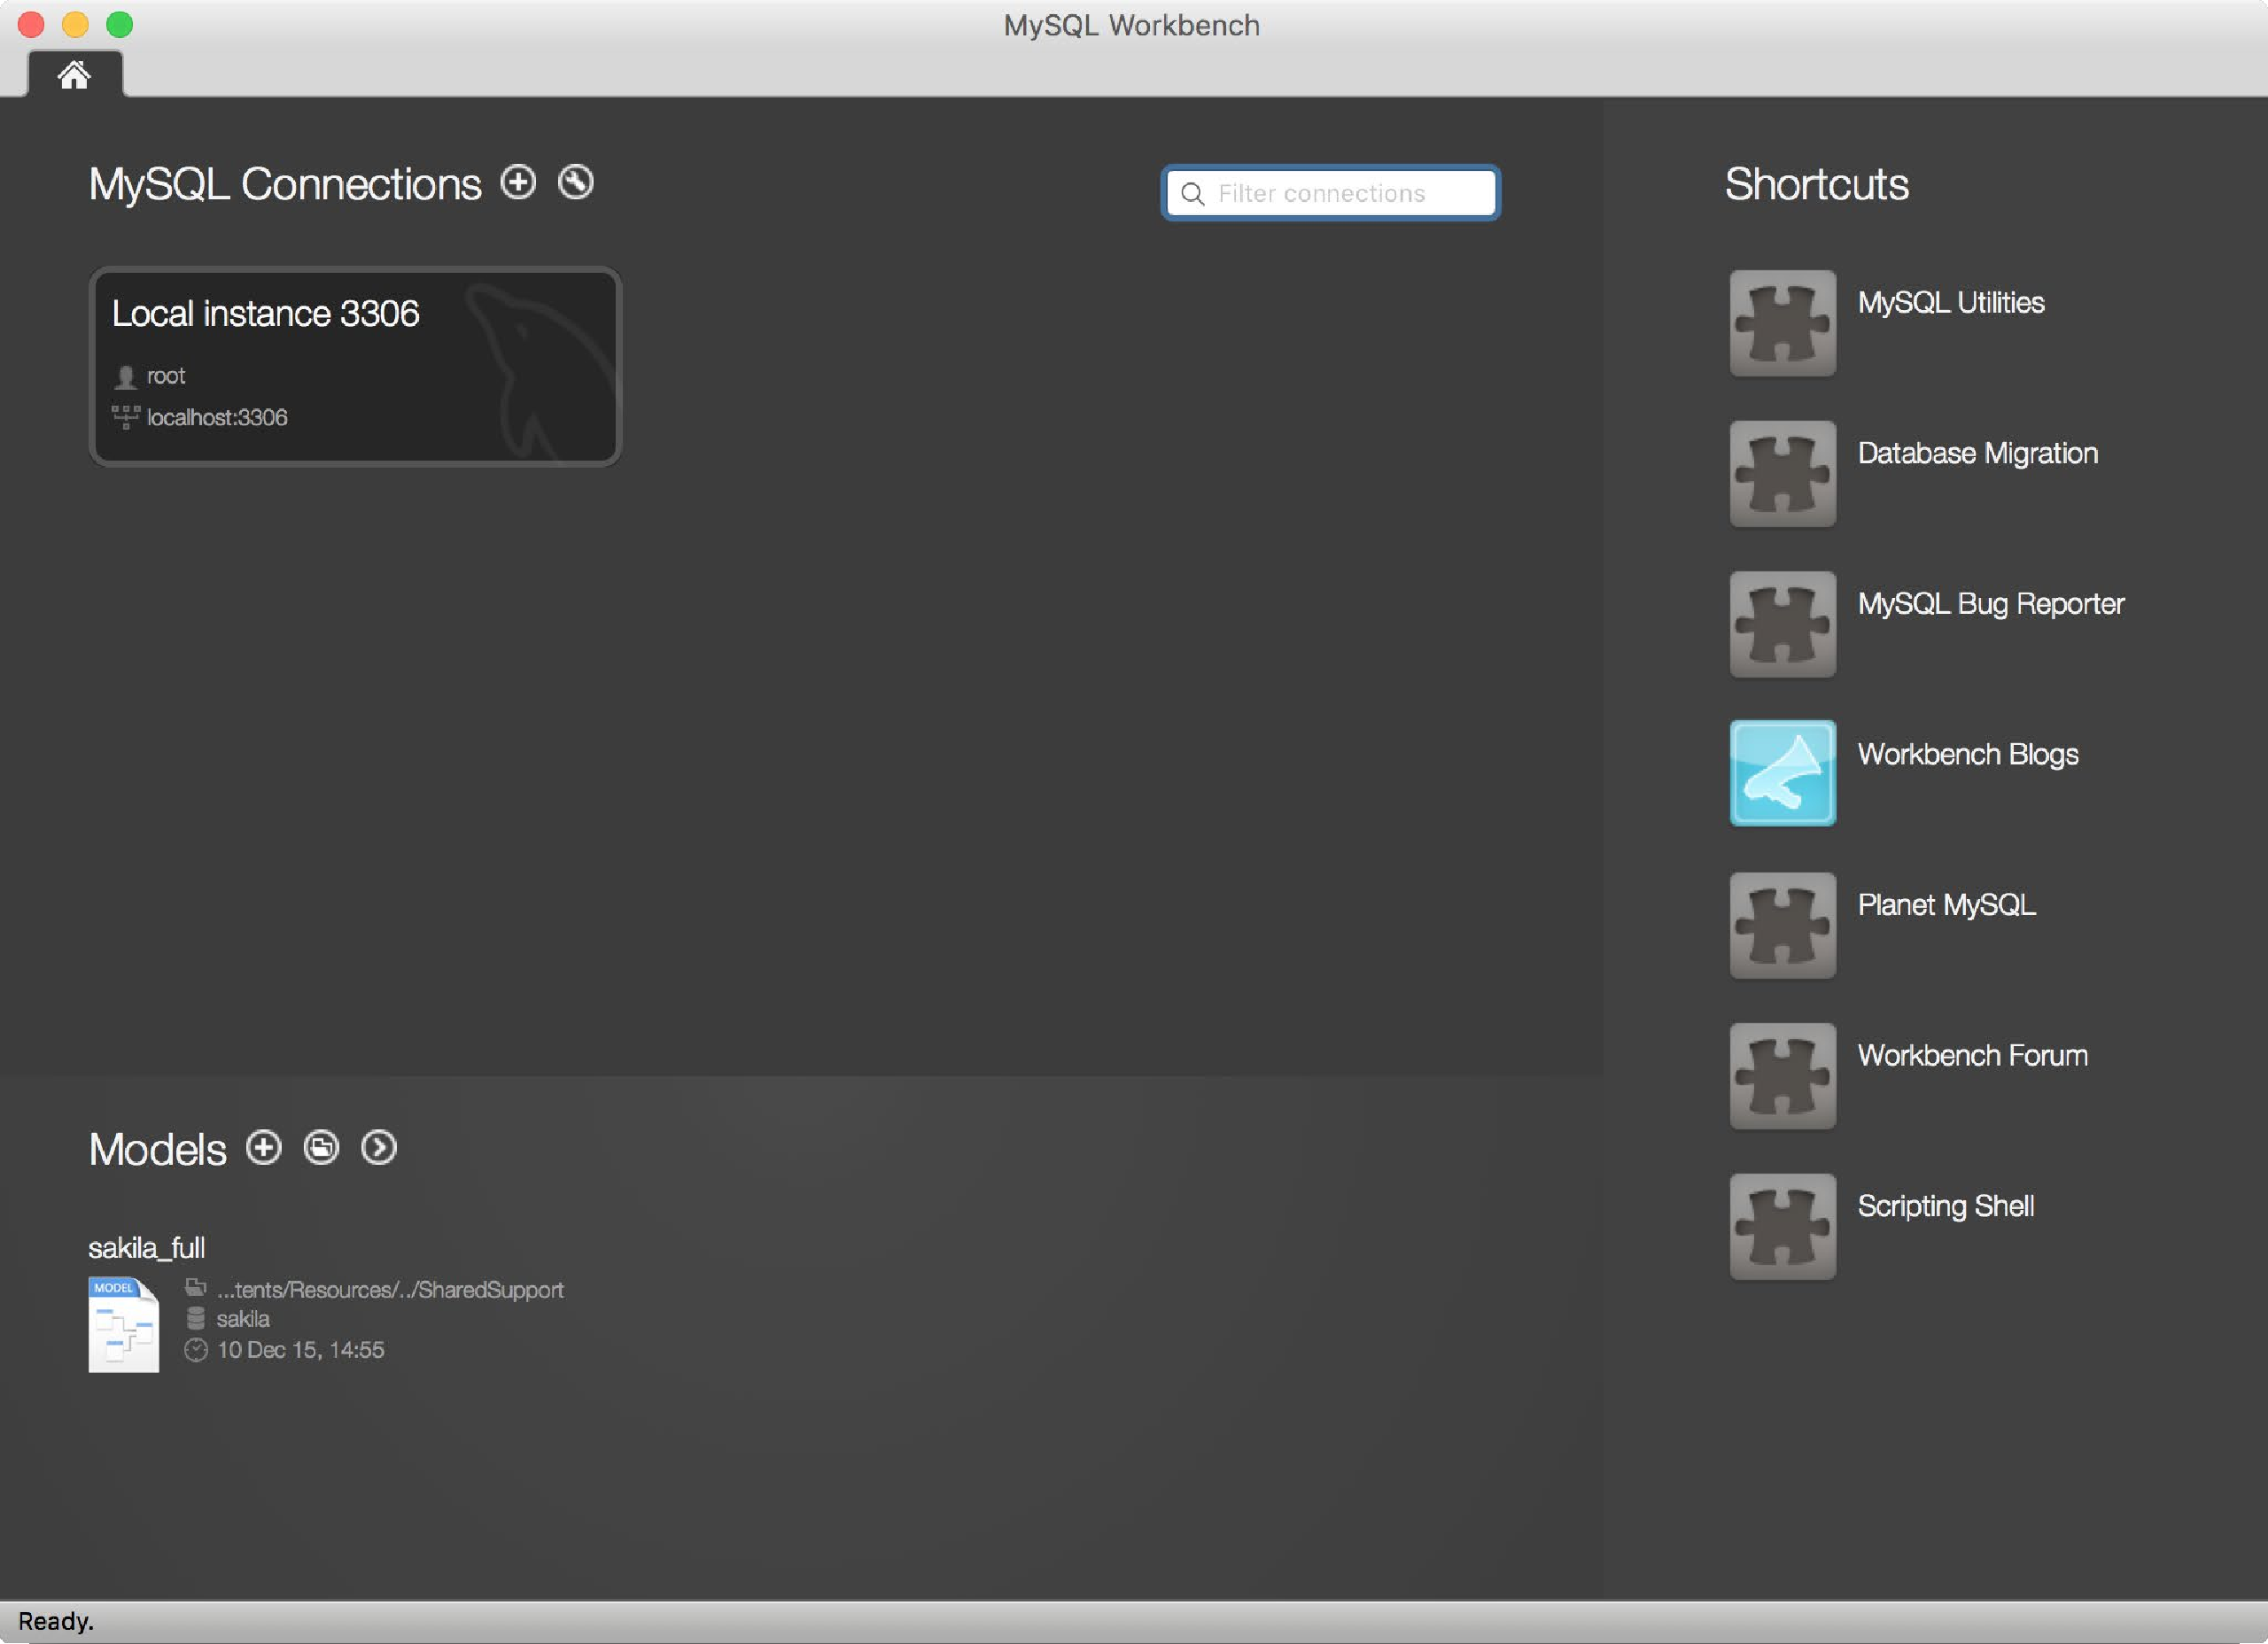 MySQL Workbench
MySQL Connections
Filter connections
Local instance 3306
root
localhost:3306
Shortcuts
MySQL Utilities
Database Migration
MySQL Bug Reporter
Workbench Blogs
Planet MySQL
Workbench Forum
Scripting Shell
Models
sakila_full
MODEL
...tents/Resources/../SharedSupport
sakila
10 Dec 15, 14:55
Ready.